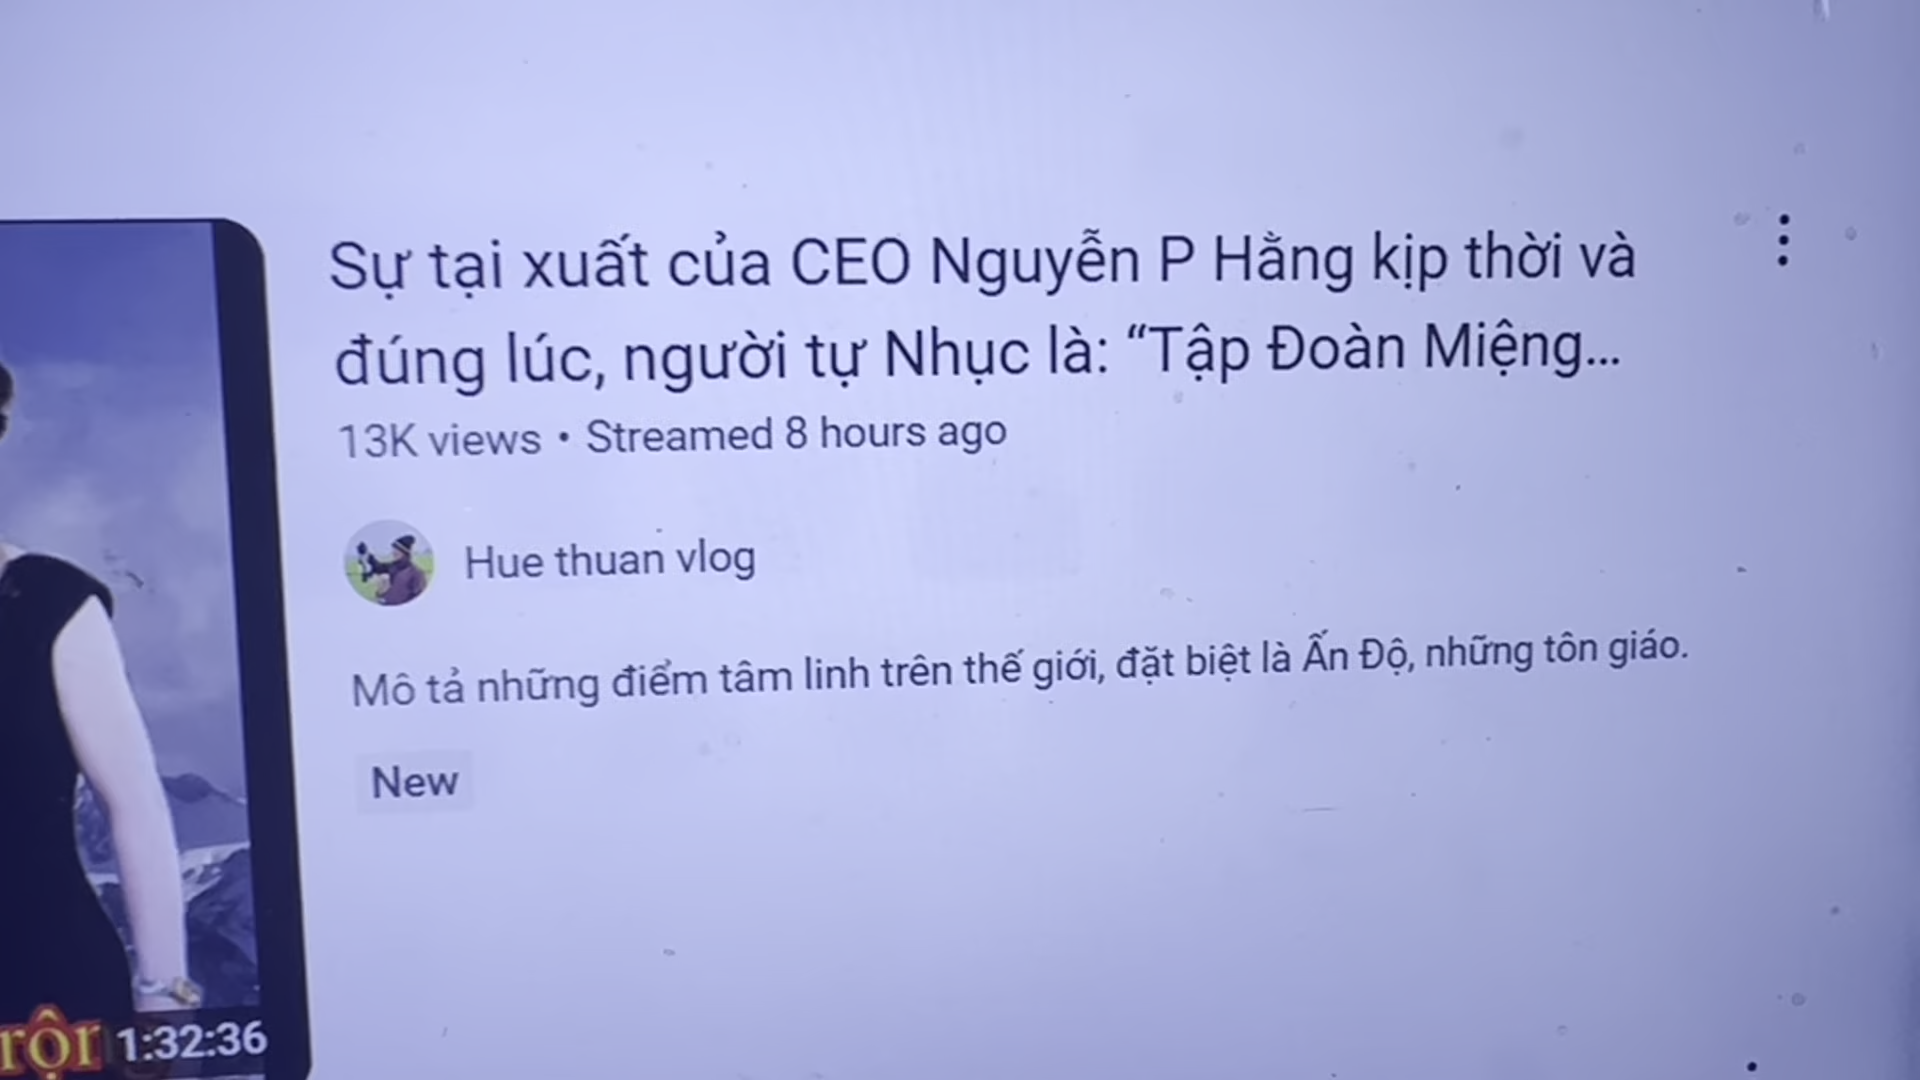 Sự tại xuất của CEO Nguyễn P Hằng kịp thời và
đúng lúc, người tự Nhục là: “Tập Đoàn Miệng...
13K views • Streamed 8 hours ago
Hue thuan vlog
Mô tả những điểm tâm linh trên thế giới, đặt biệt là Ấn Độ, những tôn giáo.
New
1:32:36